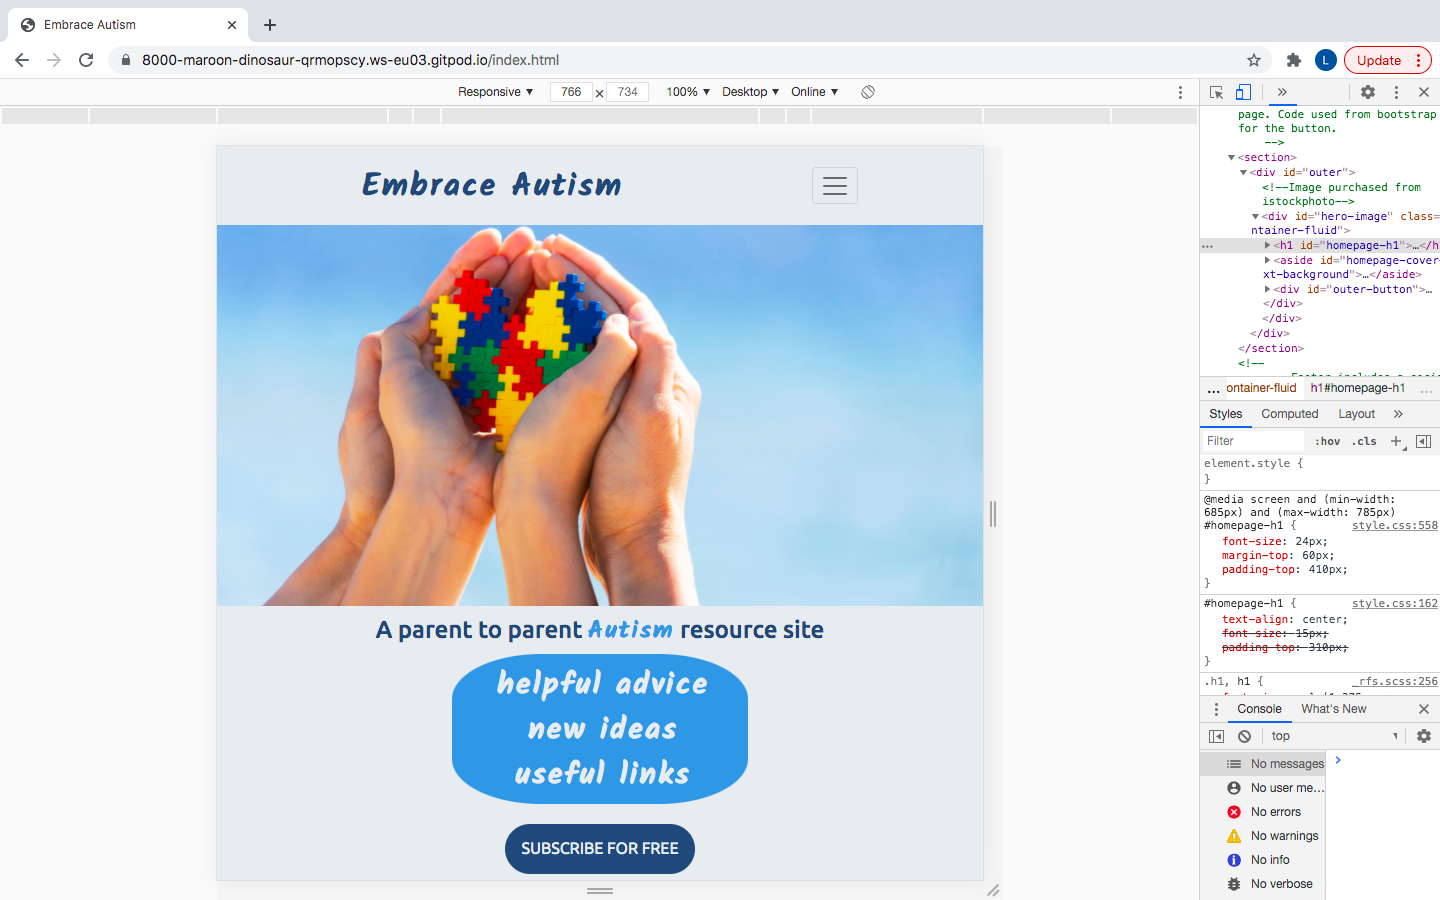 Embrace Autism
8000-maroon-dinosaur-qrmopscy.ws-eu03.gitpod.io/index.html
L
Update
Responsive ▼ 766 × 734 100% ▼ Desktop ▼ Online ▼
Embrace Autism
A parent to parent Autism resource site
helpful advice
new ideas
useful links
SUBSCRIBE FOR FREE
page. Code used from bootstrap
for the button.
-->
▼<section>
▼<div id="outer">
<!--Image purchased from
istockphoto-->
▼<div id="hero-image" class=
ntainer-fluid">
… ▶<h1 id="homepage-h1">…</h
▶<aside id="homepage-cover
xt-background">…</aside>
▶<div id="outer-button">…
</div>
</div>
</div>
</section>
<!--
… ontainer-fluid h1#homepage-h1 …
Styles Computed Layout »
Filter :hov .cls +
element.style {
}
@media screen and (min-width:
685px) and (max-width: 785px)
#homepage-h1 { style.css:558
font-size: 24px;
margin-top: 60px;
padding-top: 410px;
}
#homepage-h1 { style.css:162
text-align: center;
font-size: 15px;
padding-top: 310px;
}
.h1, h1 { _rfs.scss:256
Console What's New
top
No messages
No user me…
No errors
No warnings
No info
No verbose